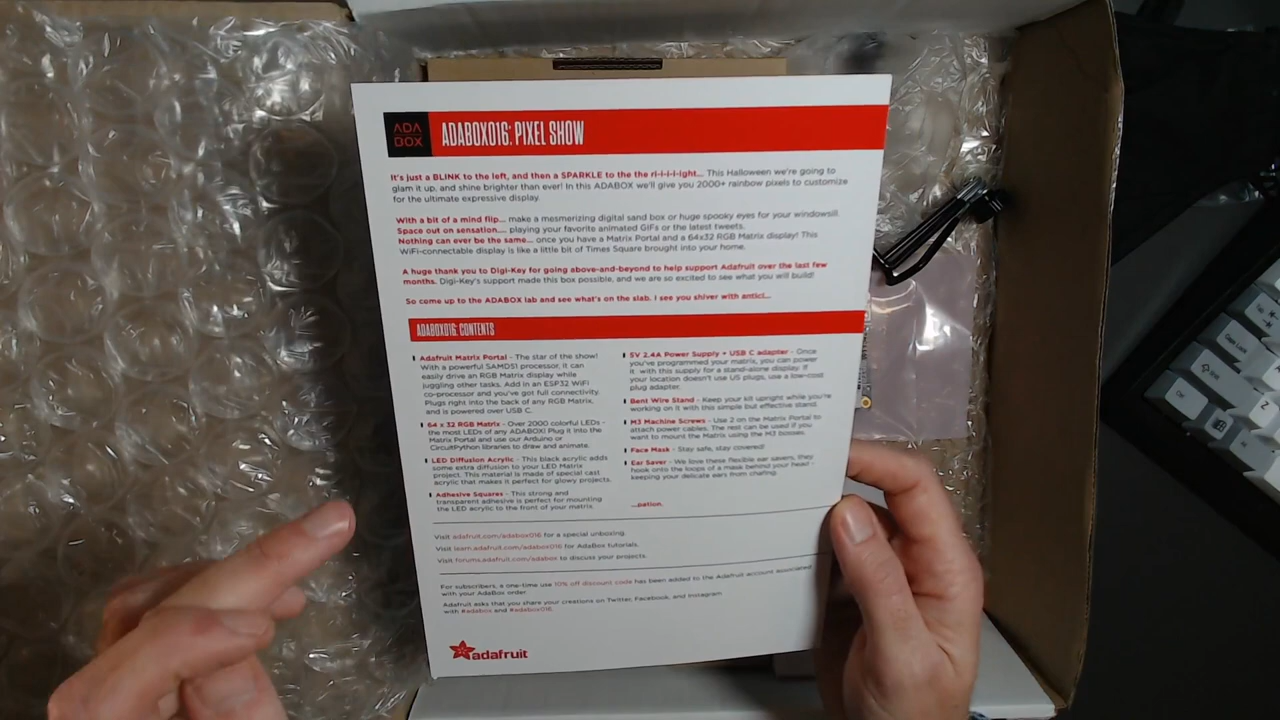 ADA
BOX
ADABOX016: PIXEL SHOW
It's just a BLINK to the left, and then a SPARKLE to the the ri-i-i-i-ight... This Halloween we're going to
glam it up, and shine brighter than ever! In this ADABOX we'll give you 2000+ rainbow pixels to customize
for the ultimate expressive display.
With a bit of a mind flip... make a mesmerizing digital sand box or huge spooky eyes for your windowsill.
Space out on sensation.... playing your favorite animated GIFs or the latest tweets.
Nothing can ever be the same... once you have a Matrix Portal and a 64x32 RGB Matrix display! This
WiFi-connectable display is like a little bit of Times Square brought into your home.
A huge thank you to Digi-Key for going above-and-beyond to help support Adafruit over the last few
months. Digi-Key's support made this box possible, and we are so excited to see what you will build!
So come up to the ADABOX lab and see what's on the slab. I see you shiver with antici...
ADABOX016: CONTENTS
Adafruit Matrix Portal - The star of the show!
With a powerful SAMD51 processor, it can
easily drive an RGB Matrix display while
juggling other tasks. Add in an ESP32 WiFi
co-processor and you've got full connectivity.
Plugs right into the back of any RGB Matrix,
and is powered over USB C.
64 x 32 RGB Matrix - Over 2000 colorful LEDs -
the most LEDs of any ADABOX! Plug it into the
Matrix Portal and use our Arduino or
CircuitPython libraries to draw and animate.
LED Diffusion Acrylic - This black acrylic adds
some extra diffusion to your LED Matrix
project. This material is made of special cast
acrylic that makes it perfect for glowy projects.
Adhesive Squares - This strong and
transparent adhesive is perfect for mounting
the LED acrylic to the front of your matrix.
5V 2.4A Power Supply + USB C adapter - Once
you've programmed your matrix, you can power
it with this supply for a stand-alone display. If
your location doesn't use US plugs, use a low-cost
plug adapter.
Bent Wire Stand - Keep your kit upright while you're
working on it with this simple but effective stand.
M3 Machine Screws - Use 2 on the Matrix Portal to
attach power cables. The rest can be used if you
want to mount the Matrix using the M3 bosses.
Face Mask - Stay safe, stay covered!
Ear Saver - We love these flexible ear savers, they
hook onto the loops of a mask behind your head -
keeping your delicate ears from chafing.
...pation.
Visit adafruit.com/adabox016 for a special unboxing.
Visit learn.adafruit.com/adabox016 for AdaBox tutorials.
Visit forums.adafruit.com/adabox to discuss your projects.
For subscribers, a one-time use 10% off discount code has been added to the Adafruit account associated
with your AdaBox order.
Adafruit asks that you share your creations on Twitter, Facebook, and Instagram
with #adabox and #adabox016.
adafruit
Caps Lock
Shift
Ctrl
Z